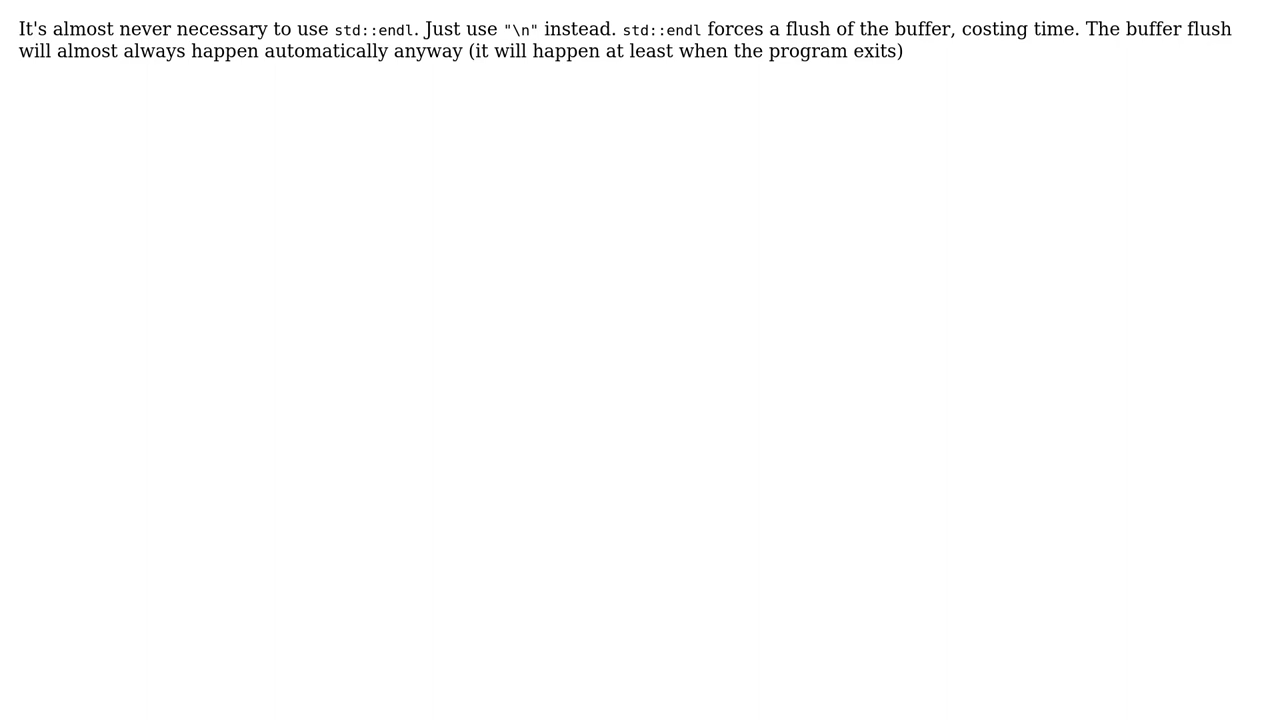 It's almost never necessary to use std::endl. Just use "\n" instead. std::endl forces a flush of the buffer, costing time. The buffer flush
will almost always happen automatically anyway (it will happen at least when the program exits)